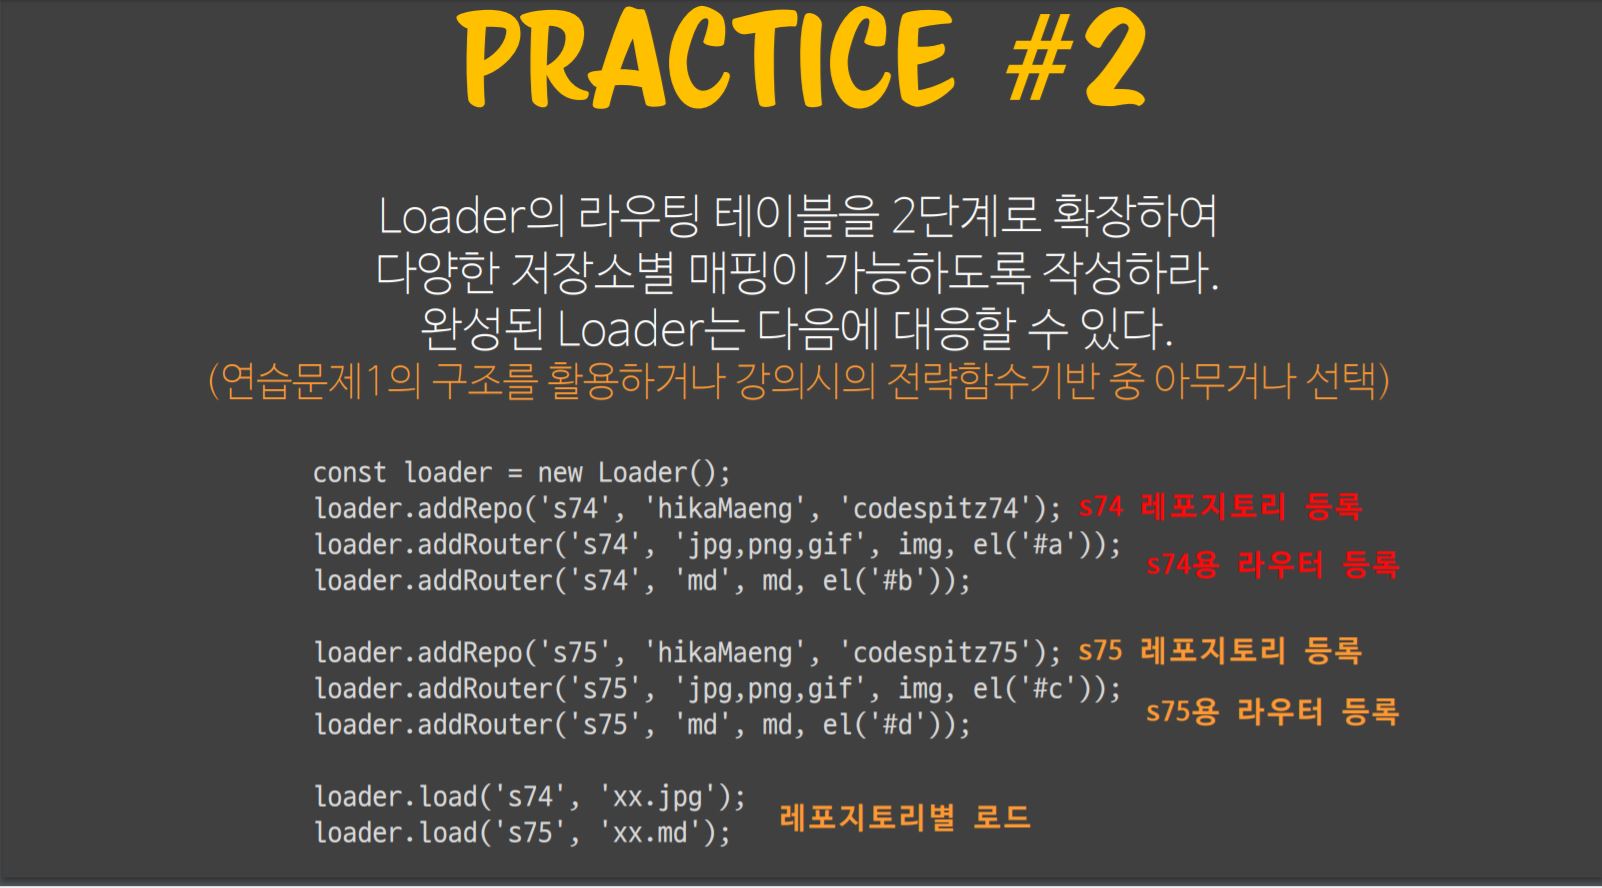 PRACTICE #2
Loader의 라우팅 테이블을 2단계로 확장하여
다양한 저장소별 매핑이 가능하도록 작성하라.
완성된 Loader는 다음에 대응할 수 있다.
(연습문제1의 구조를 활용하거나 강의시의 전략함수기반 중 아무거나 선택)
const loader = new Loader();
loader.addRepo('s74', 'hikaMaeng', 'codespitz74'); s74 레포지토리 등록
loader.addRouter('s74', 'jpg,png,gif', img, el('#a'));
s74용 라우터 등록
loader.addRouter('s74', 'md', md, el('#b'));
loader.addRepo('s75', 'hikaMaeng', 'codespitz75'); s75 레포지토리 등록
loader.addRouter('s75', 'jpg,png,gif', img, el('#c'));
s75용 라우터 등록
loader.addRouter('s75', 'md', md, el('#d'));
loader.load('s74', 'xx.jpg');
레포지토리별 로드
loader.load('s75', 'xx.md');